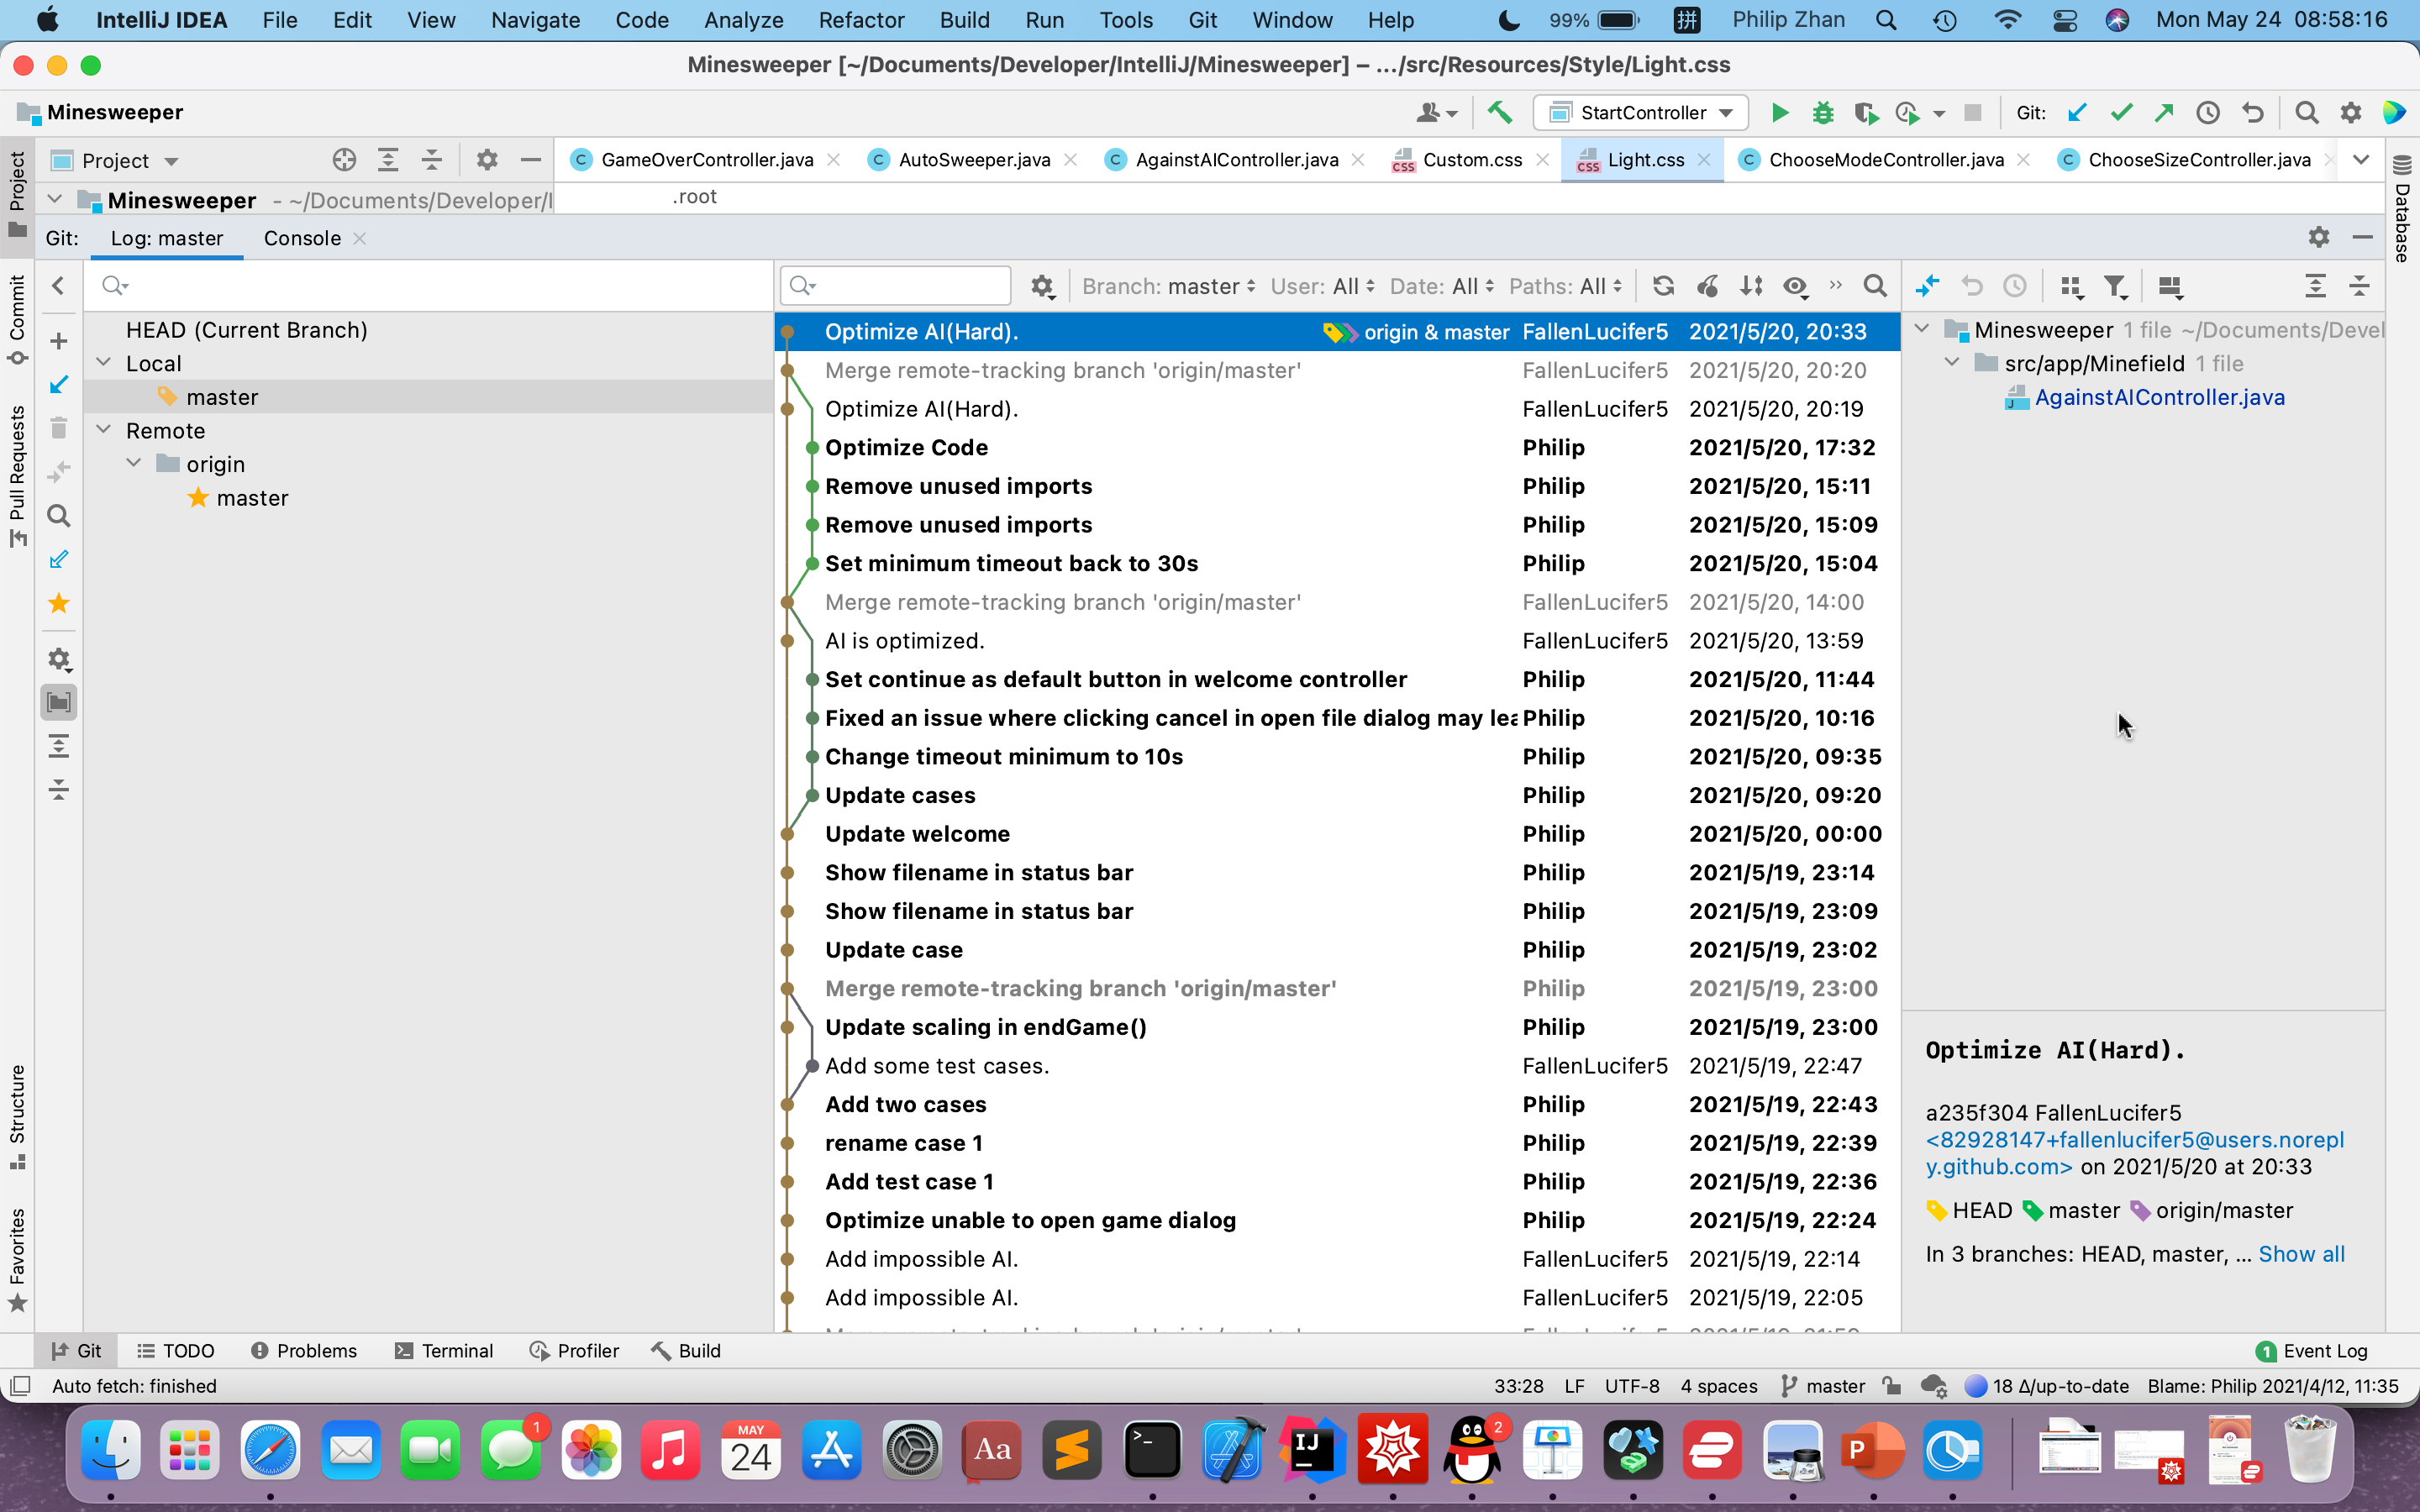 IntelliJ IDEA File Edit View Navigate Code Analyze Refactor Build Run Tools Git Window Help 99% 拼 Philip Zhan Mon May 24 08:58:16
Minesweeper [~/Documents/Developer/IntelliJ/Minesweeper] – .../src/Resources/Style/Light.css
Minesweeper StartController Git:
Project GameOverController.java AutoSweeper.java AgainstAIController.java Custom.css Light.css ChooseModeController.java ChooseSizeController.java
Minesweeper - ~/Documents/Developer/I .root
Git: Log: master Console
Branch: master User: All Date: All Paths: All
HEAD (Current Branch)
Local
master
Remote
origin
master
Optimize AI(Hard). origin & master FallenLucifer5 2021/5/20, 20:33
Merge remote-tracking branch 'origin/master' FallenLucifer5 2021/5/20, 20:20
Optimize AI(Hard). FallenLucifer5 2021/5/20, 20:19
Optimize Code Philip 2021/5/20, 17:32
Remove unused imports Philip 2021/5/20, 15:11
Remove unused imports Philip 2021/5/20, 15:09
Set minimum timeout back to 30s Philip 2021/5/20, 15:04
Merge remote-tracking branch 'origin/master' FallenLucifer5 2021/5/20, 14:00
AI is optimized. FallenLucifer5 2021/5/20, 13:59
Set continue as default button in welcome controller Philip 2021/5/20, 11:44
Fixed an issue where clicking cancel in open file dialog may lea Philip 2021/5/20, 10:16
Change timeout minimum to 10s Philip 2021/5/20, 09:35
Update cases Philip 2021/5/20, 09:20
Update welcome Philip 2021/5/20, 00:00
Show filename in status bar Philip 2021/5/19, 23:14
Show filename in status bar Philip 2021/5/19, 23:09
Update case Philip 2021/5/19, 23:02
Merge remote-tracking branch 'origin/master' Philip 2021/5/19, 23:00
Update scaling in endGame() Philip 2021/5/19, 23:00
Add some test cases. FallenLucifer5 2021/5/19, 22:47
Add two cases Philip 2021/5/19, 22:43
rename case 1 Philip 2021/5/19, 22:39
Add test case 1 Philip 2021/5/19, 22:36
Optimize unable to open game dialog Philip 2021/5/19, 22:24
Add impossible AI. FallenLucifer5 2021/5/19, 22:14
Add impossible AI. FallenLucifer5 2021/5/19, 22:05
Minesweeper 1 file ~/Documents/Devel
src/app/Minefield 1 file
AgainstAIController.java
Optimize AI(Hard).
a235f304 FallenLucifer5
<82928147+fallenlucifer5@users.norepl
y.github.com> on 2021/5/20 at 20:33
HEAD master origin/master
In 3 branches: HEAD, master, ... Show all
Project
Commit
Pull Requests
Structure
Favorites
Database
Git TODO Problems Terminal Profiler Build 1 Event Log
Auto fetch: finished 33:28 LF UTF-8 4 spaces master 18 Δ/up-to-date Blame: Philip 2021/4/12, 11:35
1 MAY 24 Aa >_ IJ 2 P